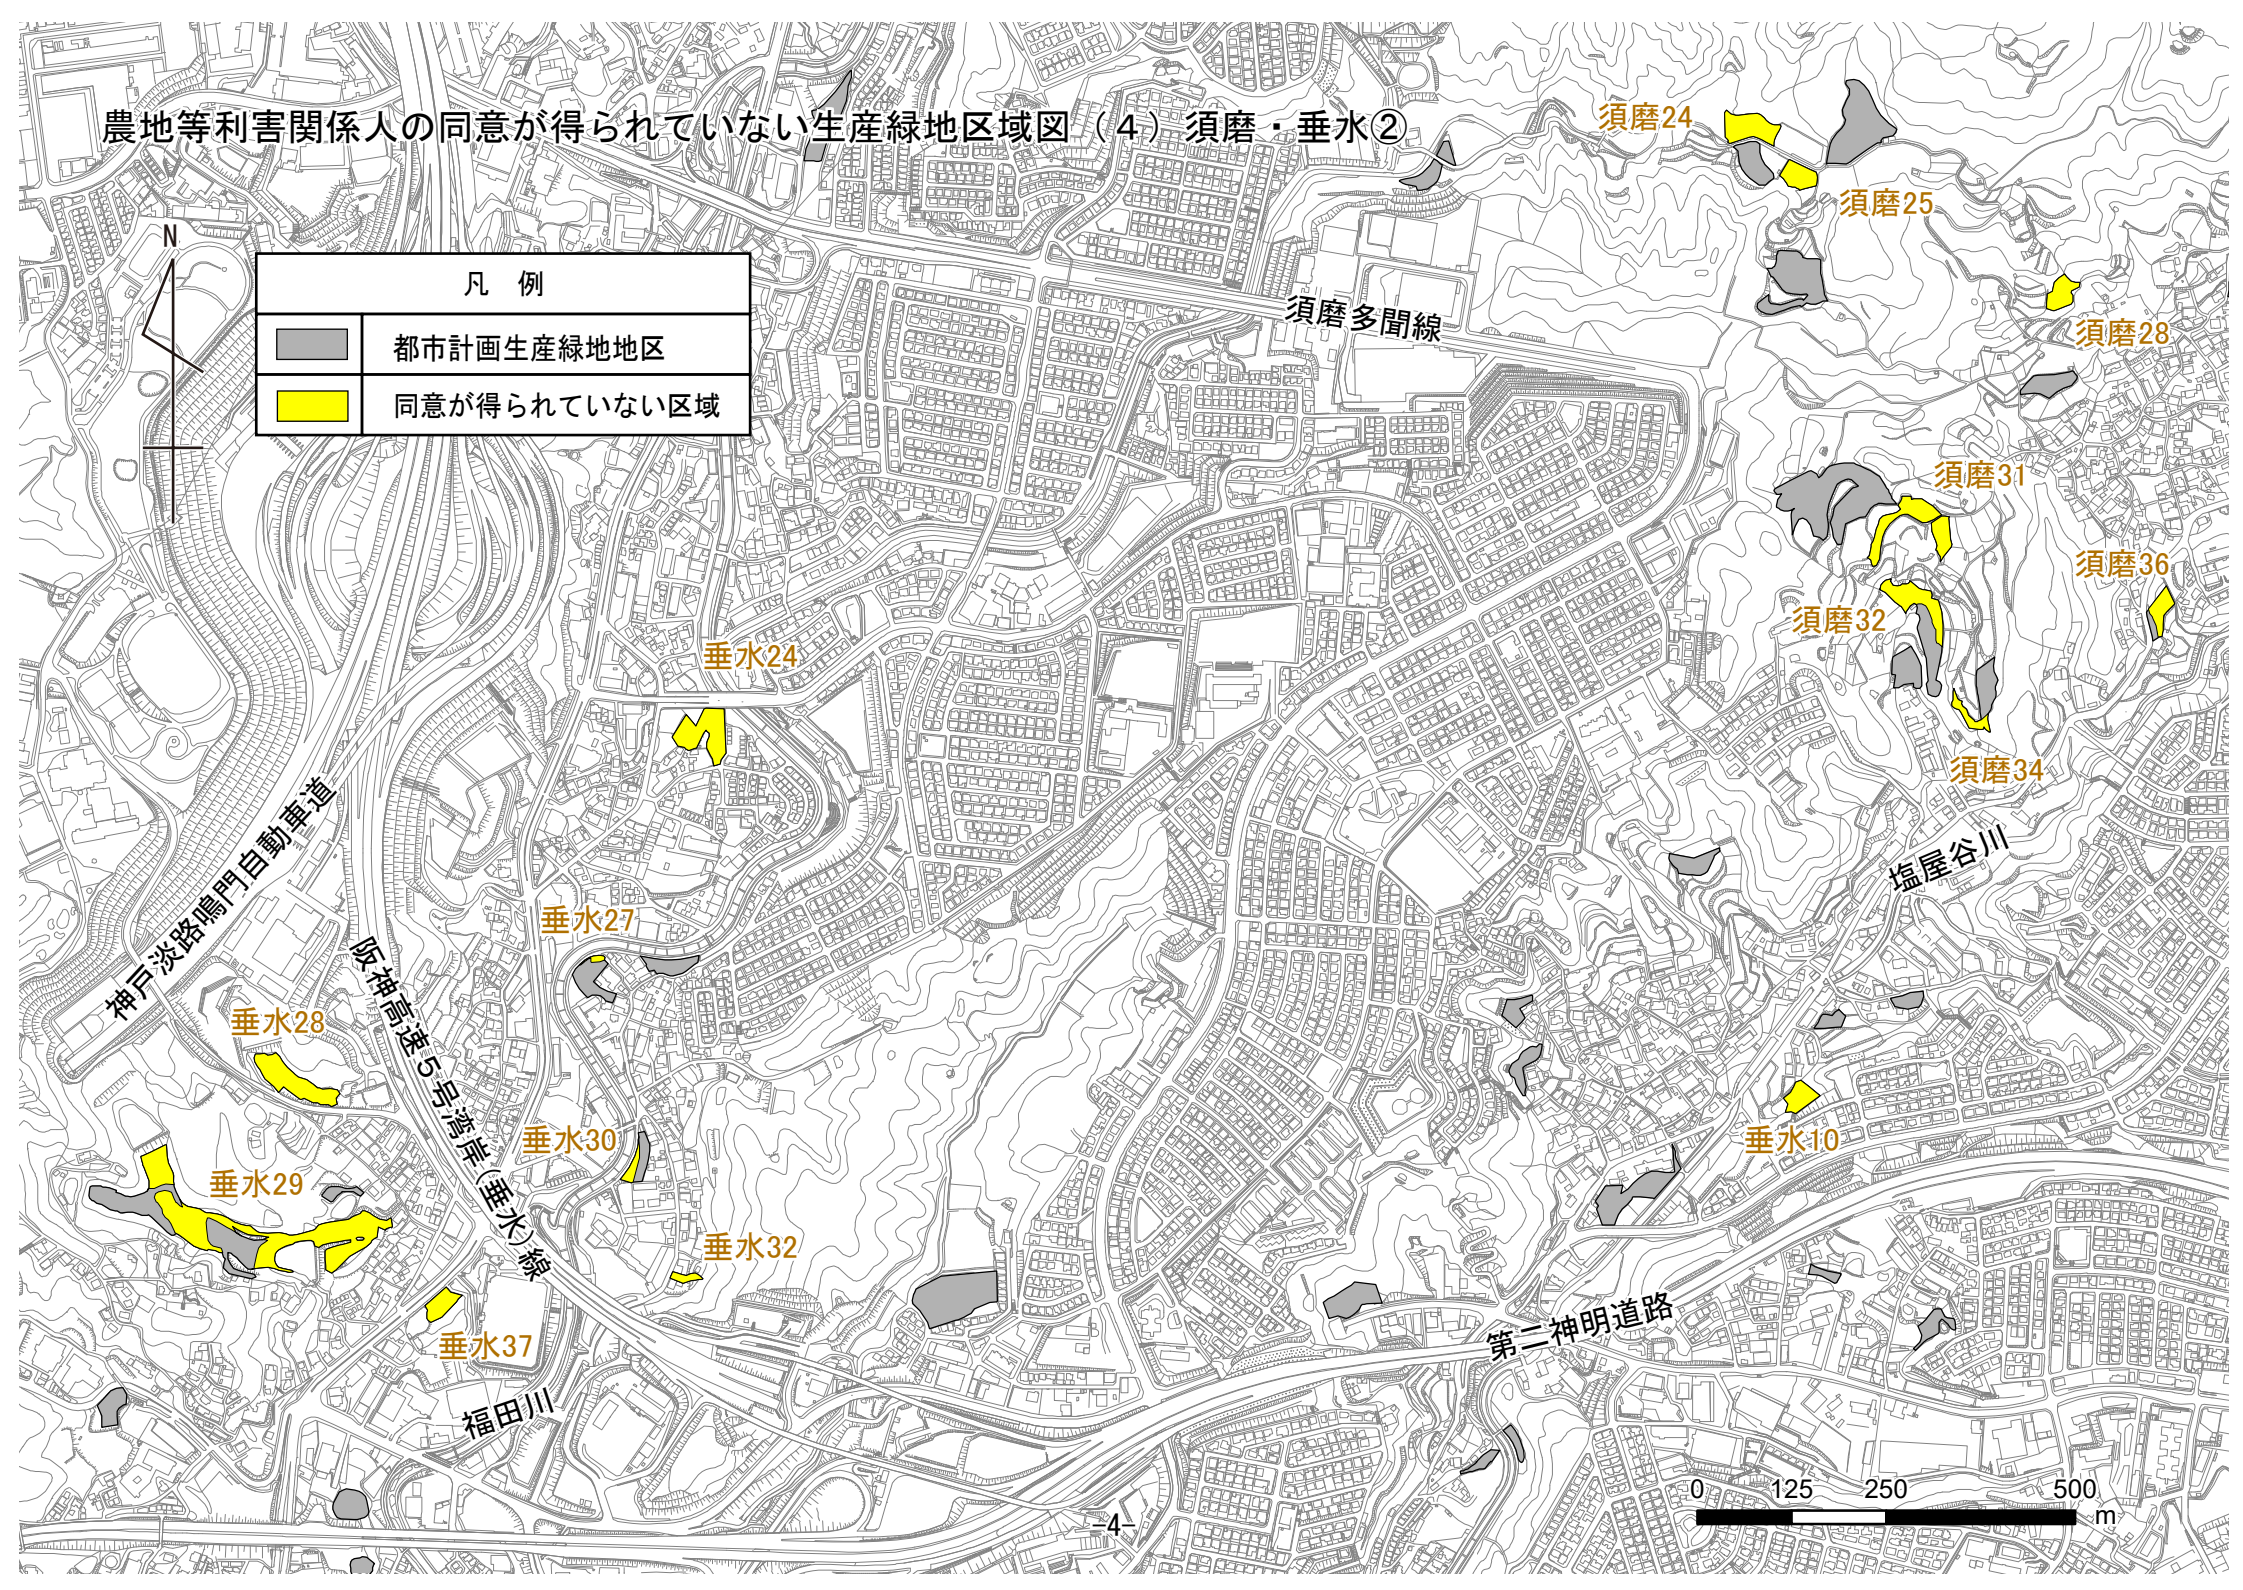 農地等利害関係人の同意が得られていない生産緑地区域図（４）須磨・垂水②
須磨24
須磨25
N
凡　例
都市計画生産緑地地区
同意が得られていない区域
須磨多聞線
須磨28
須磨31
須磨36
須磨32
垂水24
須磨34
神戸淡路鳴門自動車道
塩屋谷川
垂水27
阪神高速５号湾岸（垂水）線
垂水28
垂水30
垂水10
垂水29
垂水32
垂水37
第二神明道路
福田川
0 125 250 500
m
-4-